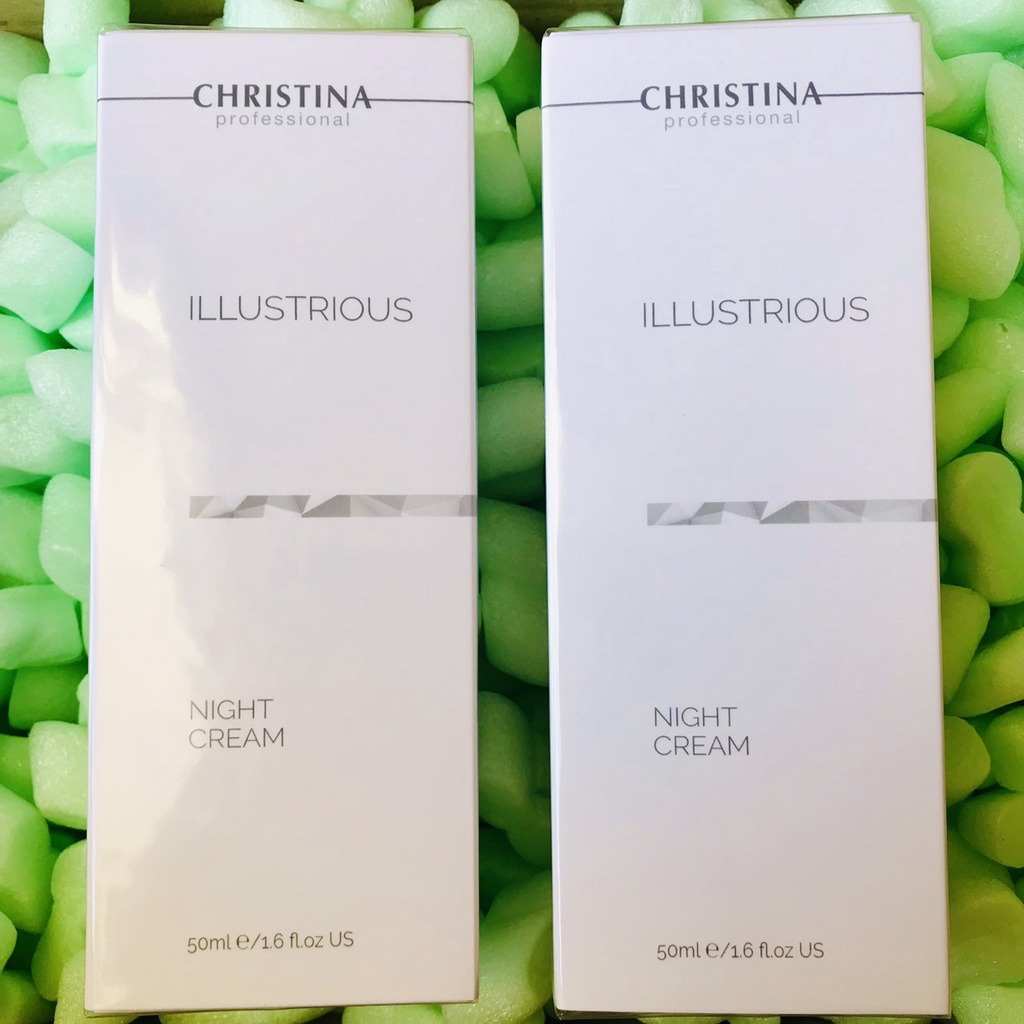 CHRISTINA
professional
ILLUSTRIOUS
NIGHT
CREAM
50ml ℮/1.6 fl.oz US
CHRISTINA
professional
ILLUSTRIOUS
NIGHT
CREAM
50ml ℮/1.6 fl.oz US